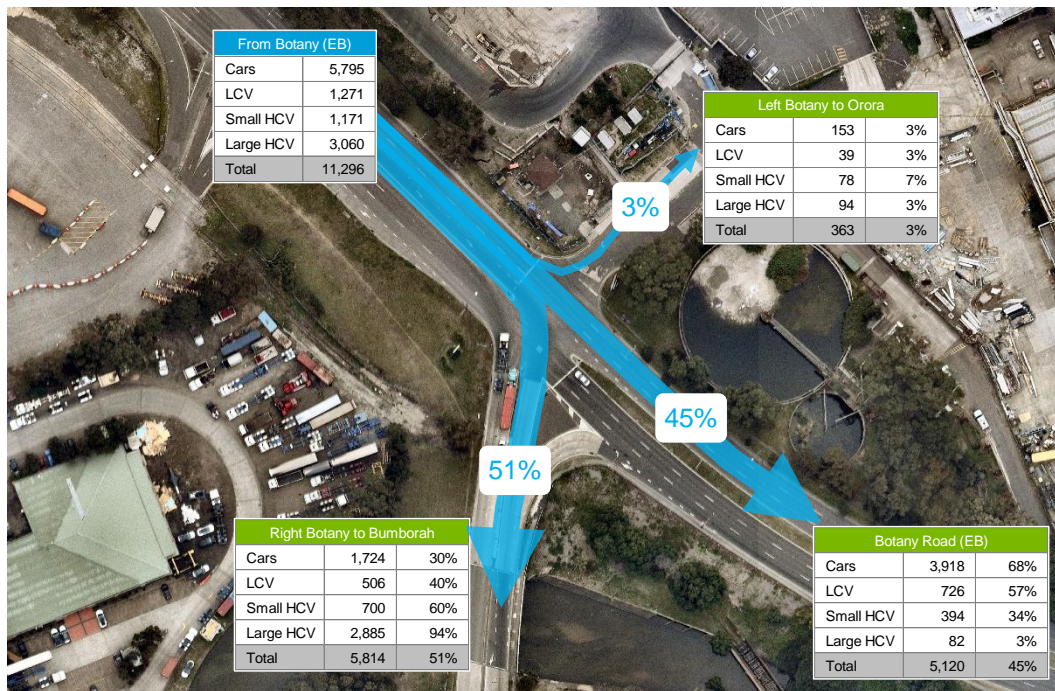 From Botany (EB)
Cars 5,795
LCV 1,271
Small HCV 1,171
Large HCV 3,060
Total 11,296
Left Botany to Orora
Cars 153 3%
LCV 39 3%
Small HCV 78 7%
Large HCV 94 3%
Total 363 3%
3%
45%
51%
Right Botany to Bumborah
Cars 1,724 30%
LCV 506 40%
Small HCV 700 60%
Large HCV 2,885 94%
Total 5,814 51%
Botany Road (EB)
Cars 3,918 68%
LCV 726 57%
Small HCV 394 34%
Large HCV 82 3%
Total 5,120 45%